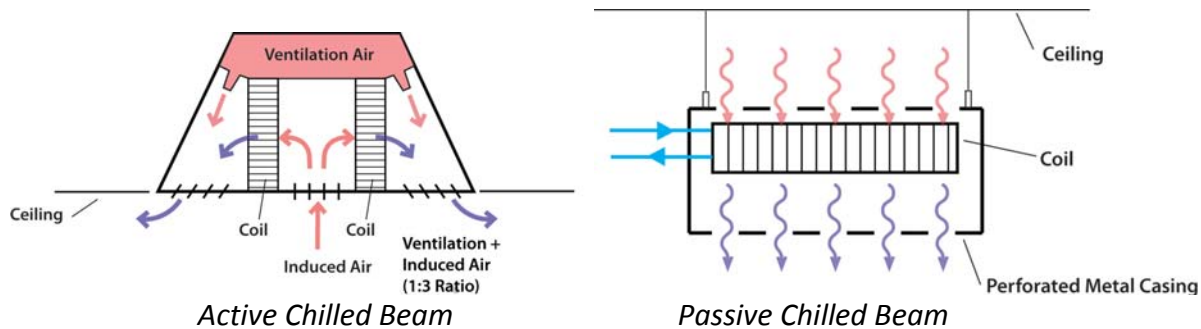 Ventilation Air
Ceiling
Coil
Coil
Induced Air
Ventilation +
Induced Air
(1:3 Ratio)
Active Chilled Beam
Ceiling
Coil
Perforated Metal Casing
Passive Chilled Beam